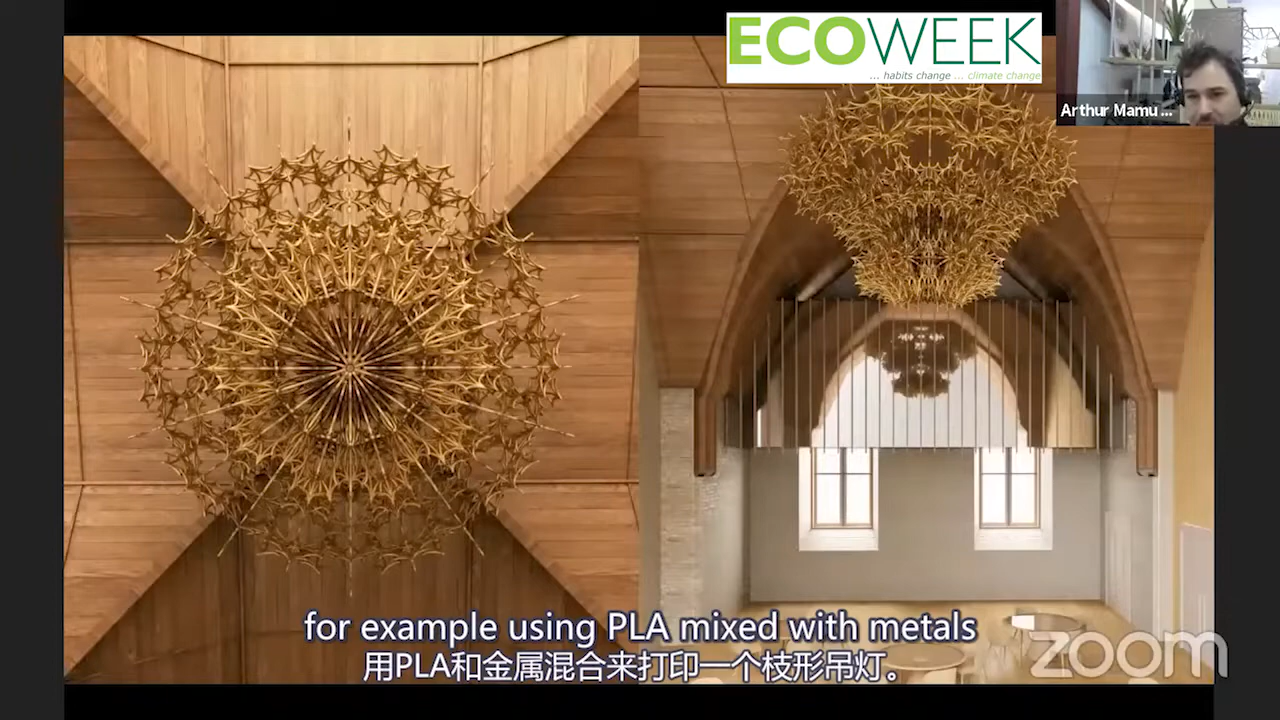 ECOWEEK
... habits change ... climate change
Arthur Mamu ...
for example using PLA mixed with metals
用PLA和金属混合来打印一个枝形吊灯。
zoom